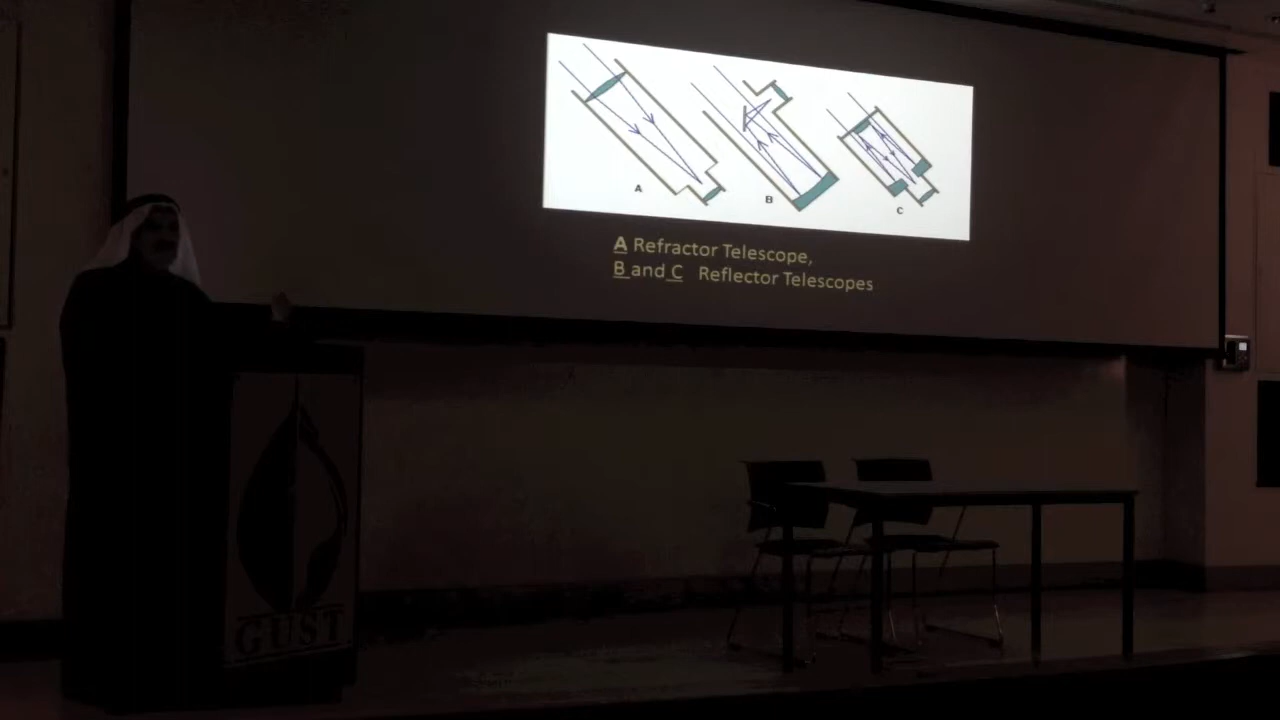 A
B
C
A Refractor Telescope,
B and C Reflector Telescopes
GUST